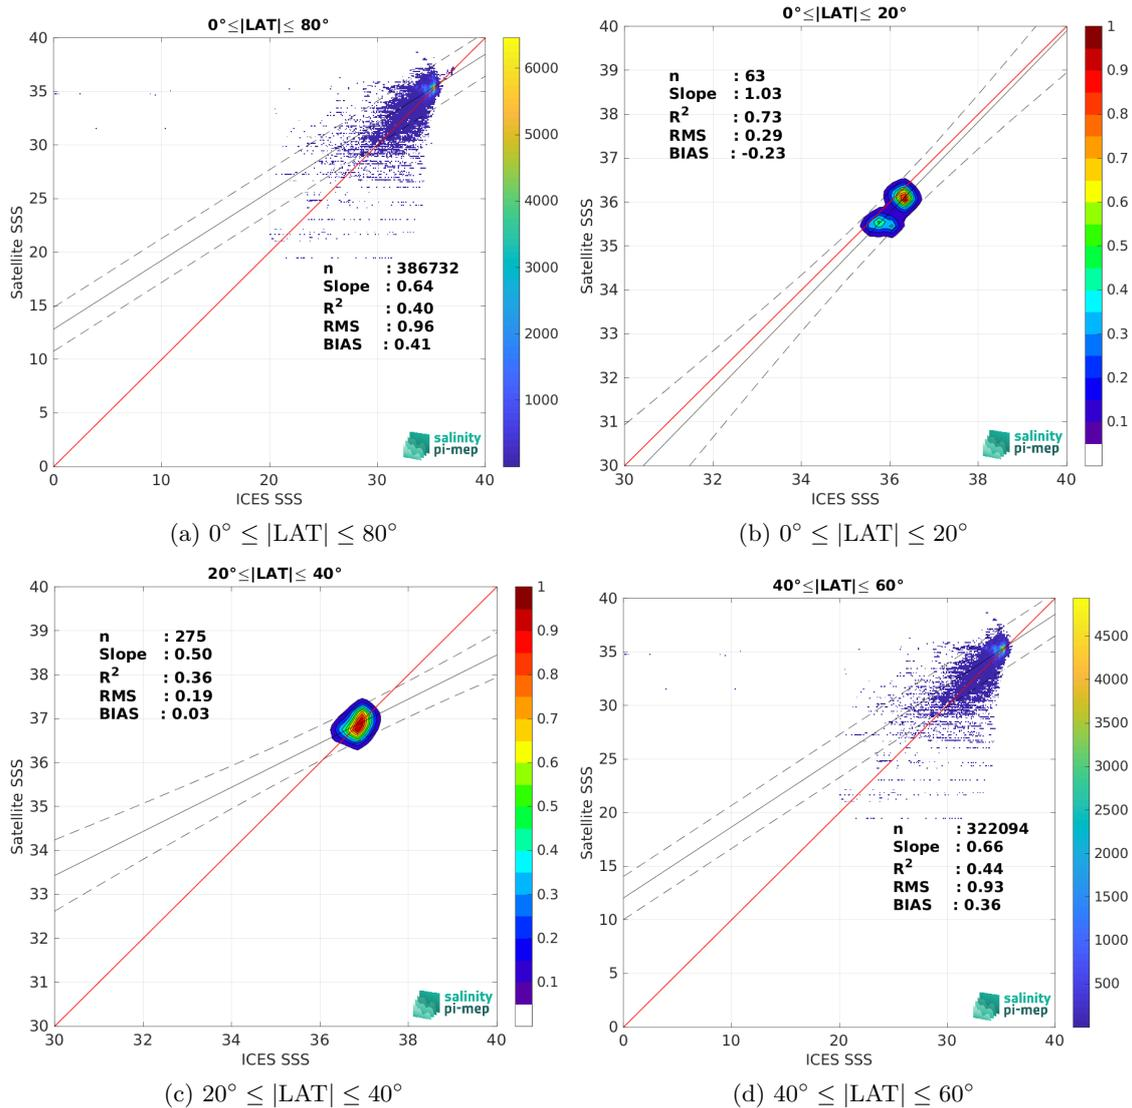 0°≤|LAT|≤ 80°
40
35
30
25
20
15
10
5
0
0
10
20
30
40
Satellite SSS
ICES SSS
n : 386732
Slope : 0.64
R² : 0.40
RMS : 0.96
BIAS : 0.41
6000
5000
4000
3000
2000
1000
salinity
pi-mep
(a) 0° ≤ |LAT| ≤ 80°
0°≤|LAT|≤ 20°
40
39
38
37
36
35
34
33
32
31
30
30
32
34
36
38
40
Satellite SSS
ICES SSS
n : 63
Slope : 1.03
R² : 0.73
RMS : 0.29
BIAS : -0.23
1
0.9
0.8
0.7
0.6
0.5
0.4
0.3
0.2
0.1
salinity
pi-mep
(b) 0° ≤ |LAT| ≤ 20°
20°≤|LAT|≤ 40°
40
39
38
37
36
35
34
33
32
31
30
30
32
34
36
38
40
Satellite SSS
ICES SSS
n : 275
Slope : 0.50
R² : 0.36
RMS : 0.19
BIAS : 0.03
1
0.9
0.8
0.7
0.6
0.5
0.4
0.3
0.2
0.1
salinity
pi-mep
(c) 20° ≤ |LAT| ≤ 40°
40°≤|LAT|≤ 60°
40
35
30
25
20
15
10
5
0
0
10
20
30
40
Satellite SSS
ICES SSS
n : 322094
Slope : 0.66
R² : 0.44
RMS : 0.93
BIAS : 0.36
4500
4000
3500
3000
2500
2000
1500
1000
500
salinity
pi-mep
(d) 40° ≤ |LAT| ≤ 60°